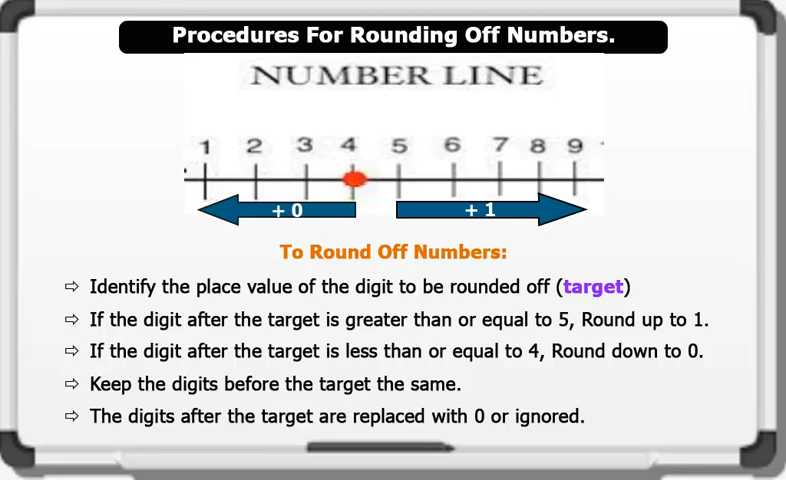 Procedures For Rounding Off Numbers.
NUMBER LINE
1 2 3 4 5 6 7 8 9
+ 0 + 1
To Round Off Numbers:
⇨ Identify the place value of the digit to be rounded off (target)
⇨ If the digit after the target is greater than or equal to 5, Round up to 1.
⇨ If the digit after the target is less than or equal to 4, Round down to 0.
⇨ Keep the digits before the target the same.
⇨ The digits after the target are replaced with 0 or ignored.